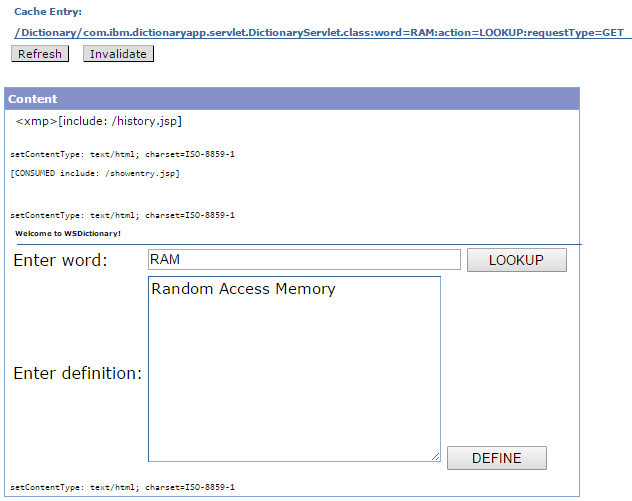 Cache Entry:
/Dictionary/com.ibm.dictionaryapp.servlet.DictionaryServlet.class:word=RAM:action=LOOKUP:requestType=GET
Refresh Invalidate
Content
<xmp>[include: /history.jsp]
setContentType: text/html; charset=ISO-8859-1
[CONSUMED include: /showentry.jsp]
setContentType: text/html; charset=ISO-8859-1
Welcome to WSDictionary!
Enter word: RAM LOOKUP
Random Access Memory
Enter definition:
DEFINE
setContentType: text/html; charset=ISO-8859-1